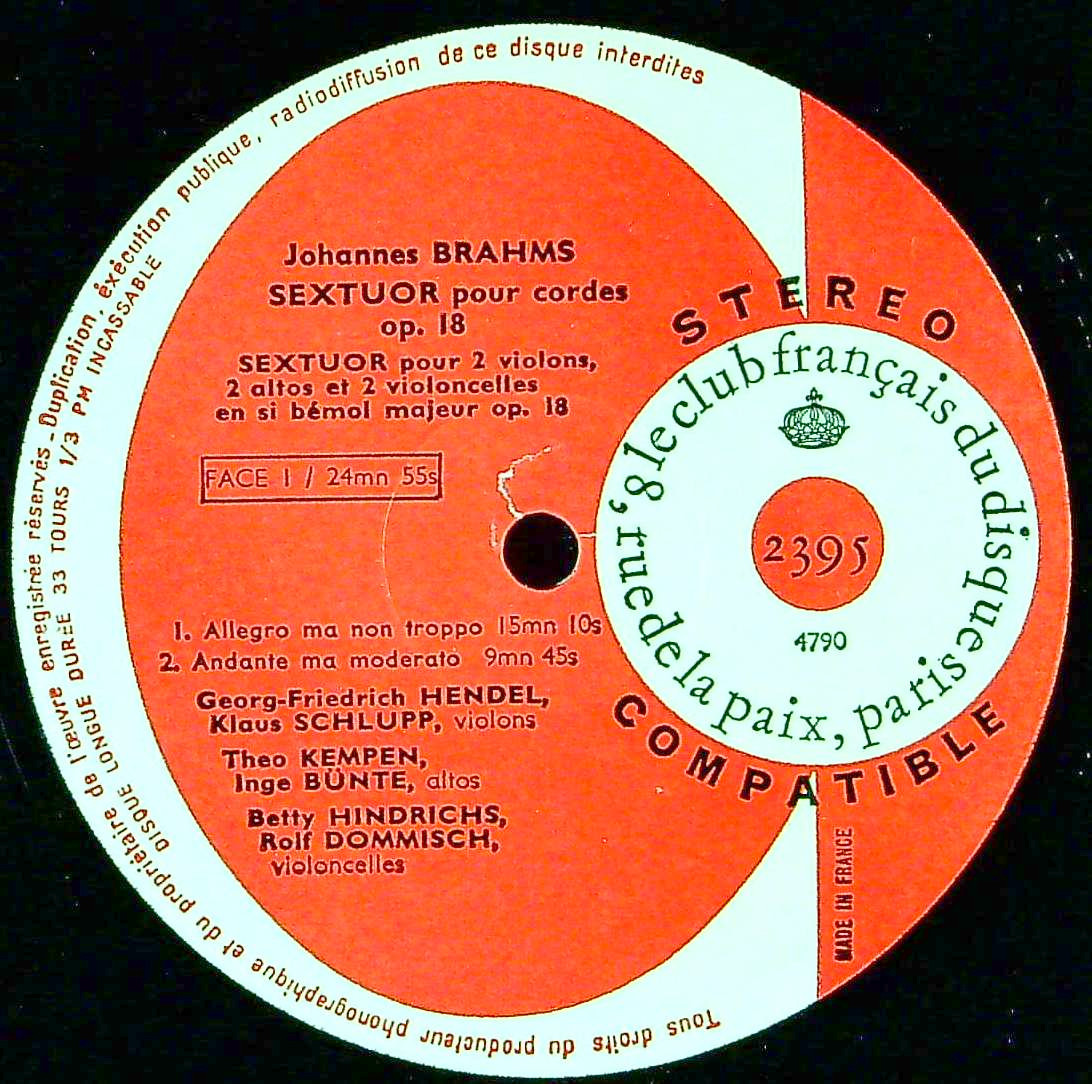 Tous droits du producteur phonographique et du propriétaire de l'œuvre enregistrée réservés - Duplication, éxécution publique, radiodiffusion de ce disque interdites
DISQUE LONGUE DURÉE 33 TOURS 1/3 PM INCASSABLE
Johannes BRAHMS
SEXTUOR pour cordes
op. 18
SEXTUOR pour 2 violons,
2 altos et 2 violoncelles
en si bémol majeur op. 18
FACE 1 / 24mn 55s
1. Allegro ma non troppo 15mn 10s
2. Andante ma moderato 9mn 45s
Georg-Friedrich HENDEL,
Klaus SCHLUPP, violons
Theo KEMPEN,
Inge BÜNTE, altos
Betty HINDRICHS,
Rolf DOMMISCH,
violoncelles
STEREO
le club français du disque
8, rue de la paix, paris
2395
4790
COMPATIBLE
MADE IN FRANCE